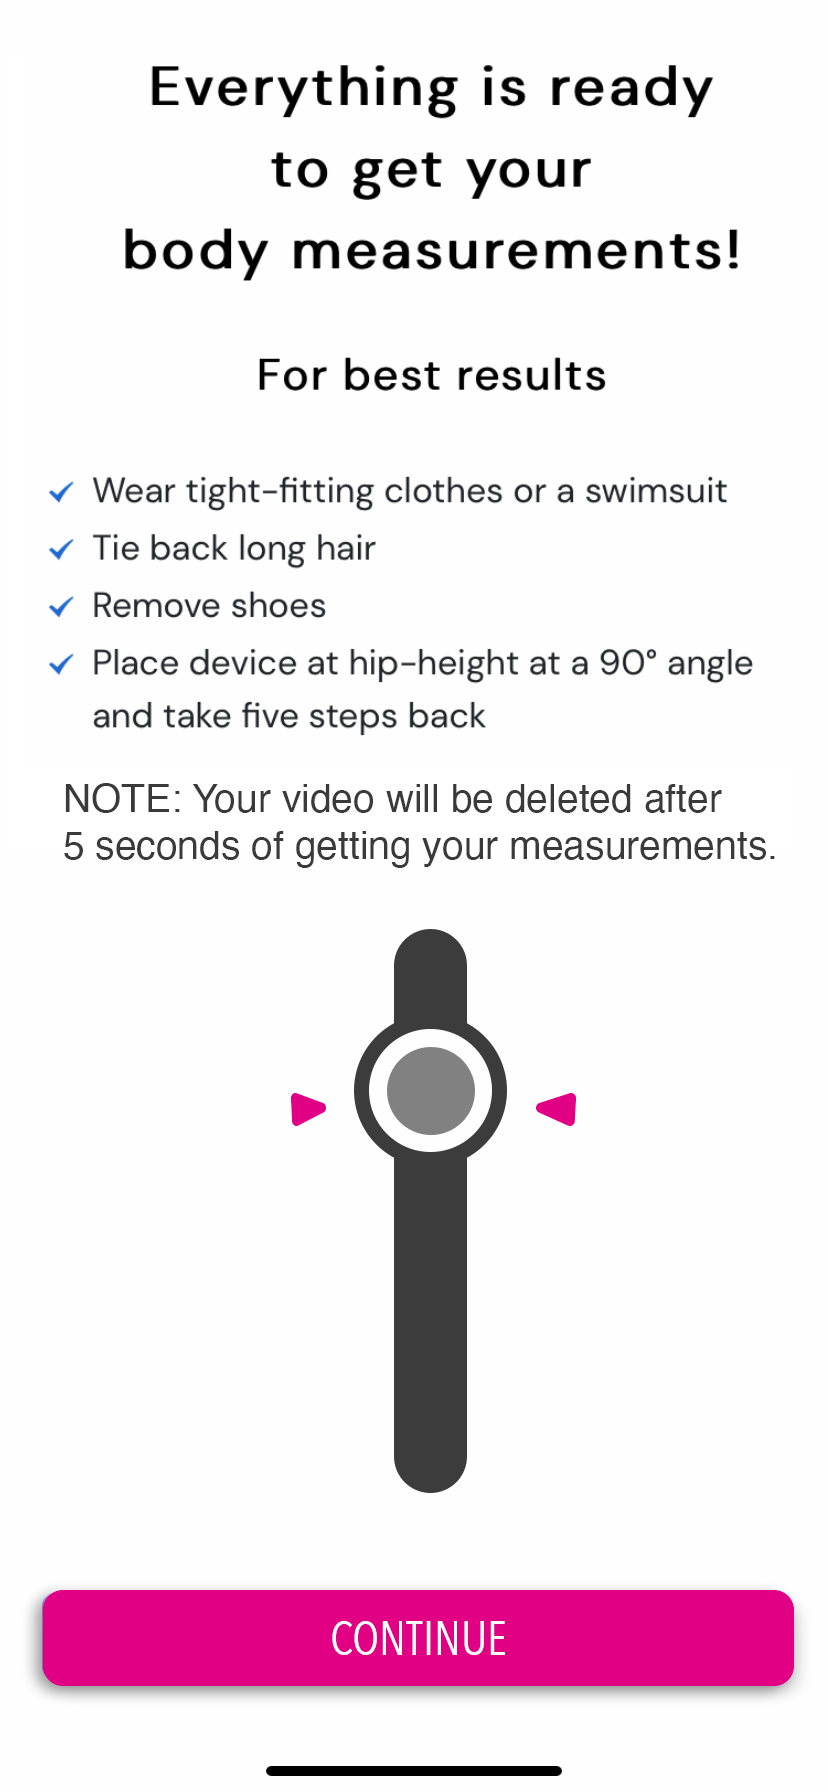 Everything is ready
to get your
body measurements!
For best results
Wear tight-fitting clothes or a swimsuit
Tie back long hair
Remove shoes
Place device at hip-height at a 90° angle
and take five steps back
NOTE: Your video will be deleted after
5 seconds of getting your measurements.
CONTINUE